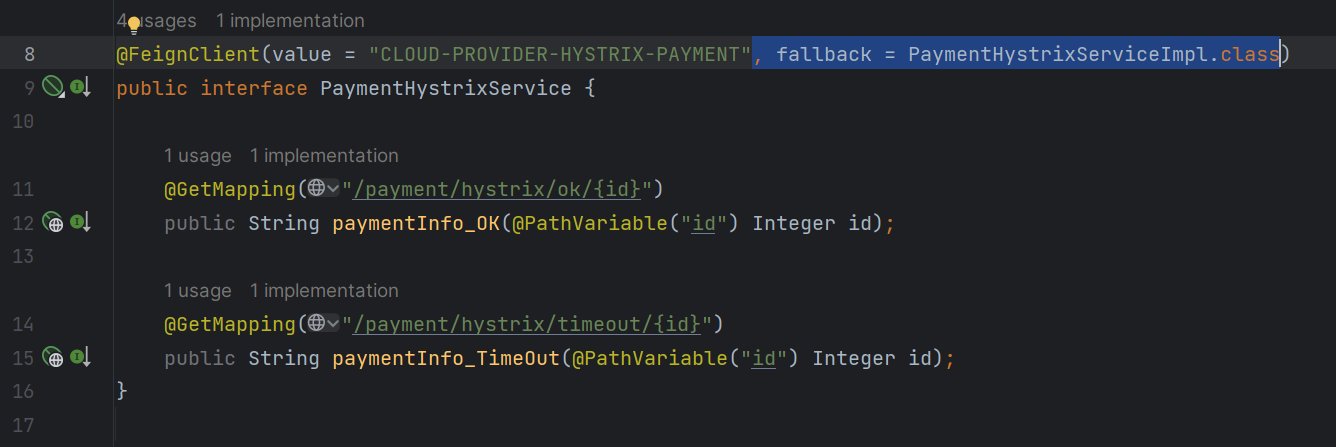 4 usages   1 implementation
8 @FeignClient(value = "CLOUD-PROVIDER-HYSTRIX-PAYMENT", fallback = PaymentHystrixServiceImpl.class)
9 public interface PaymentHystrixService {
10
1 usage   1 implementation
11 @GetMapping("/payment/hystrix/ok/{id}")
12 public String paymentInfo_OK(@PathVariable("id") Integer id);
13
1 usage   1 implementation
14 @GetMapping("/payment/hystrix/timeout/{id}")
15 public String paymentInfo_TimeOut(@PathVariable("id") Integer id);
16 }
17